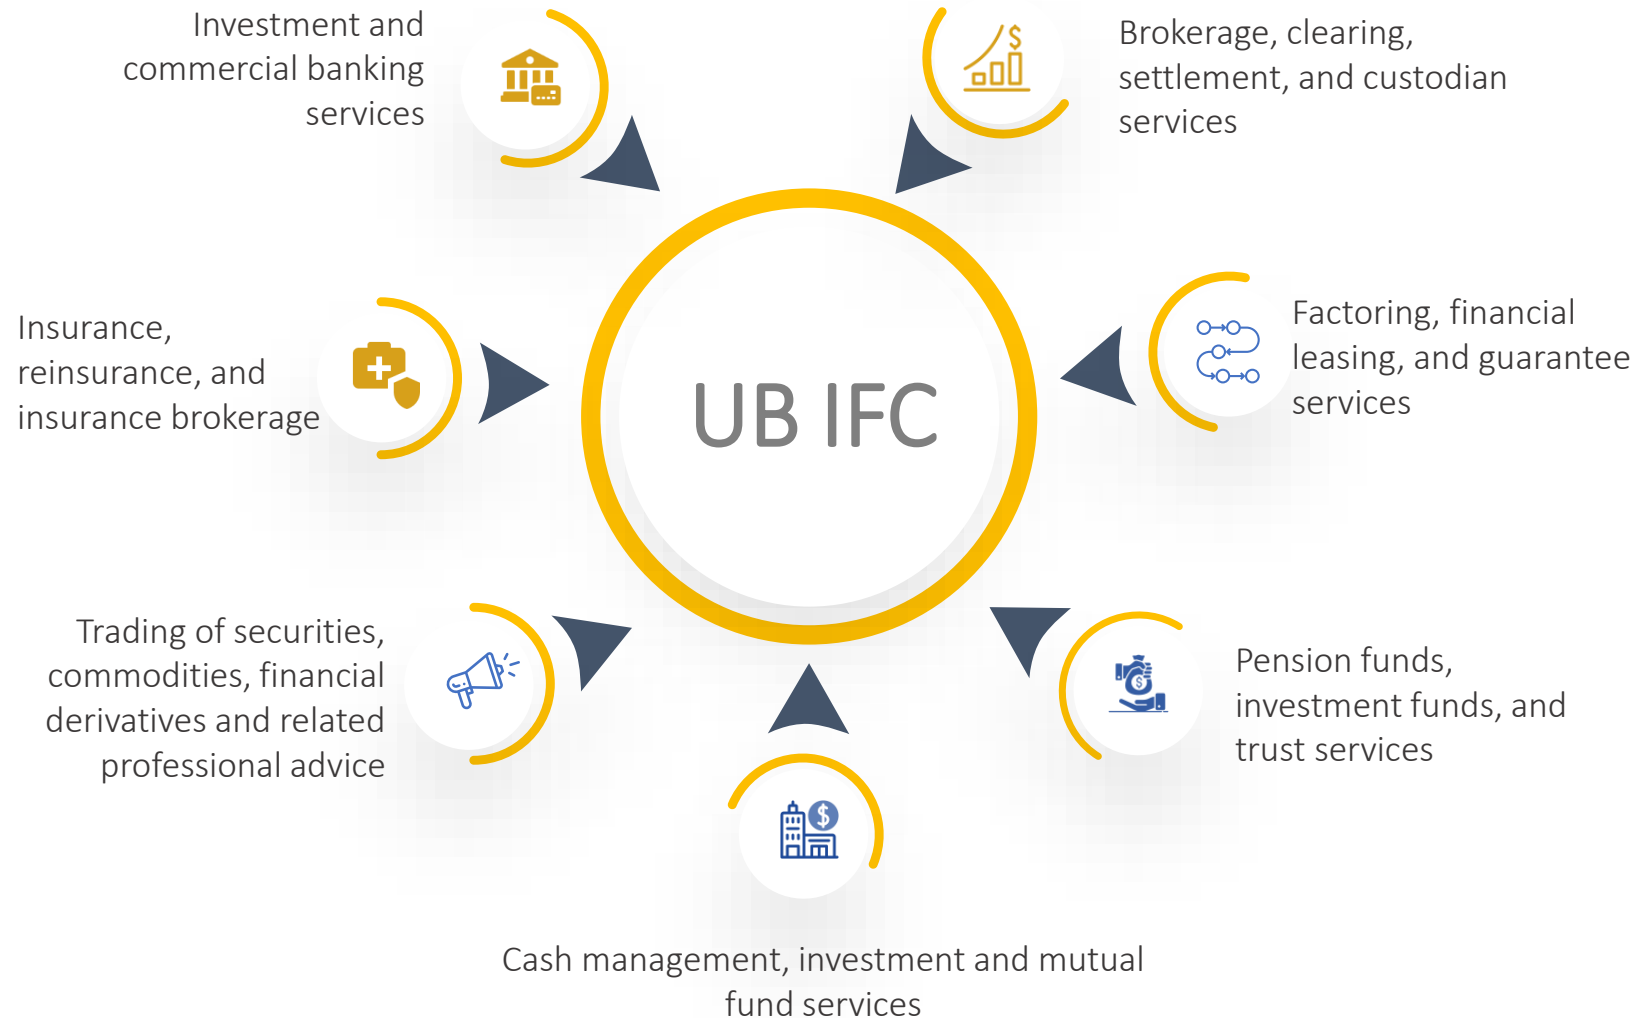 Investment and
commercial banking
services
Brokerage, clearing,
settlement, and custodian
services
Insurance,
reinsurance, and
insurance brokerage
UB IFC
Factoring, financial
leasing, and guarantee
services
Trading of securities,
commodities, financial
derivatives and related
professional advice
Pension funds,
investment funds, and
trust services
Cash management, investment and mutual
fund services